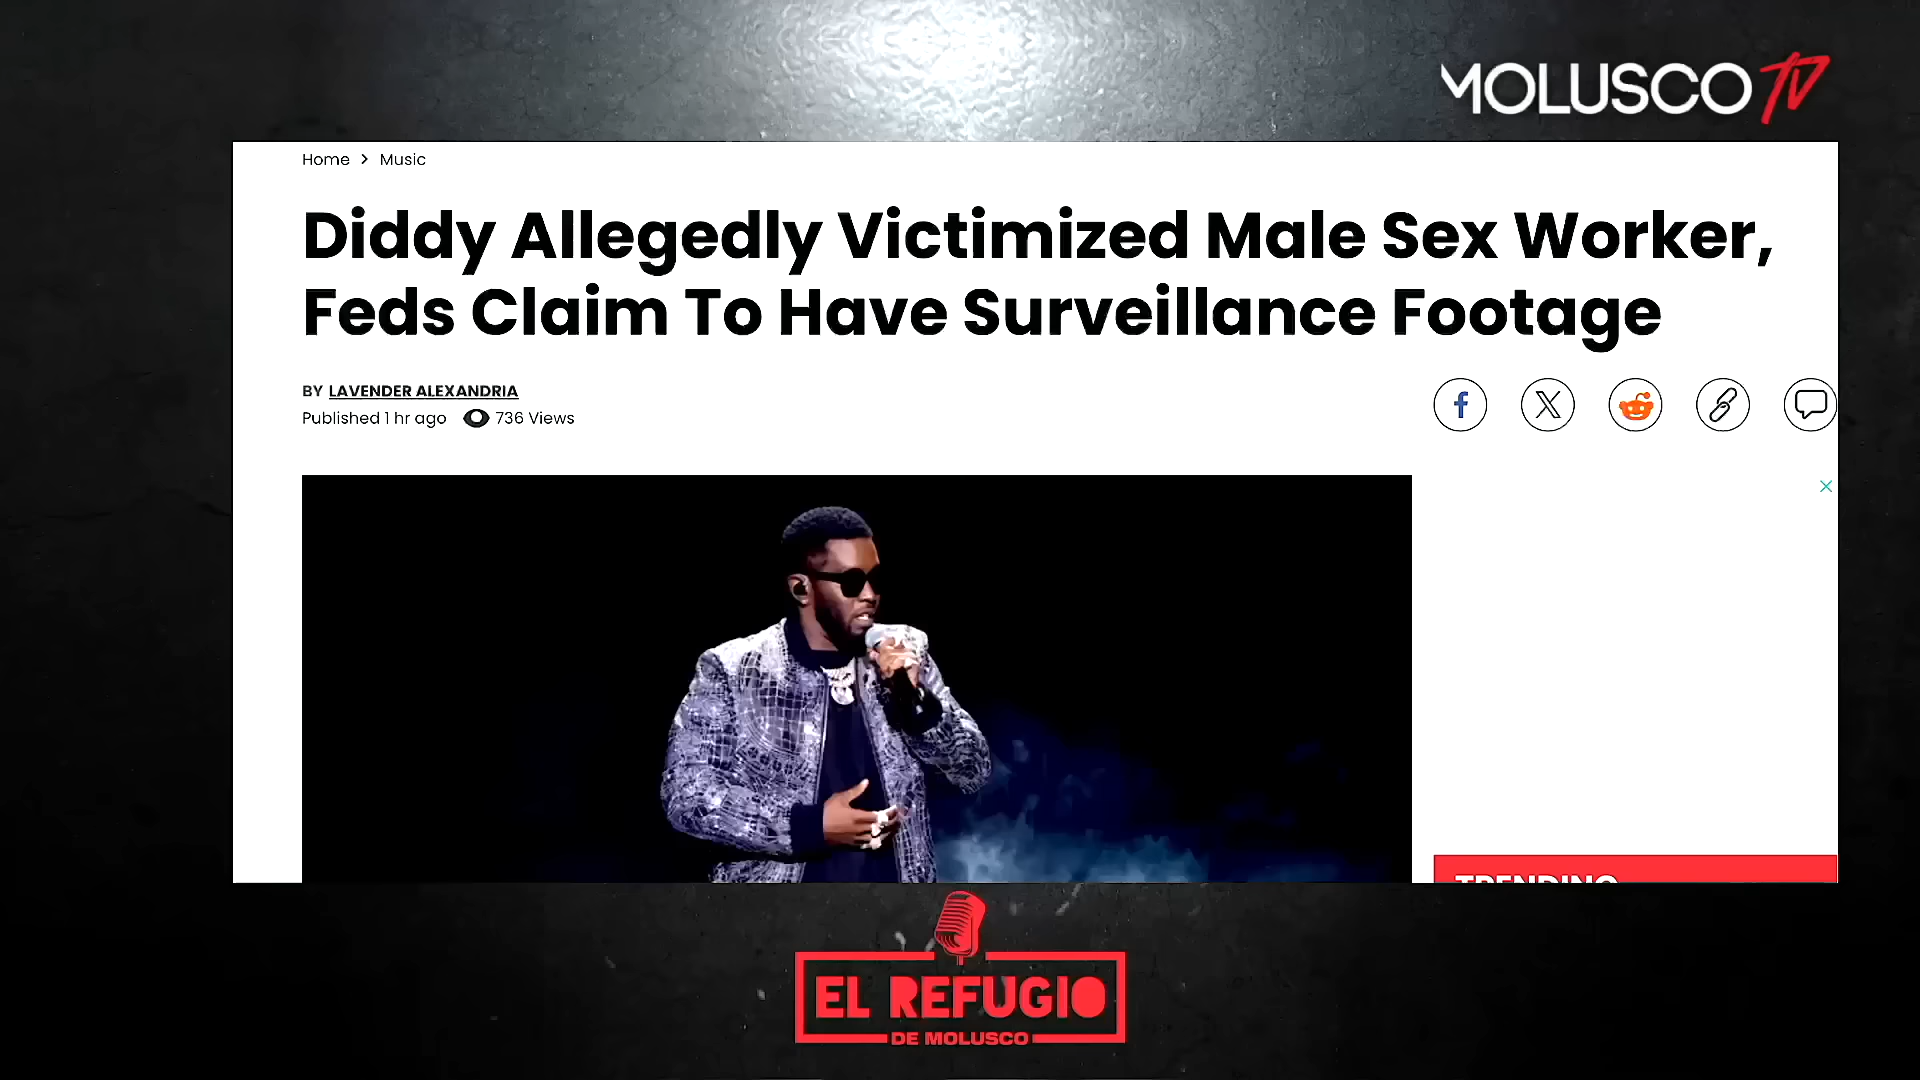 MOLUSCO TV
Home > Music
Diddy Allegedly Victimized Male Sex Worker,
Feds Claim To Have Surveillance Footage
BY LAVENDER ALEXANDRIA
Published 1 hr ago 736 Views
TRENDING
EL REFUGIO
DE MOLUSCO